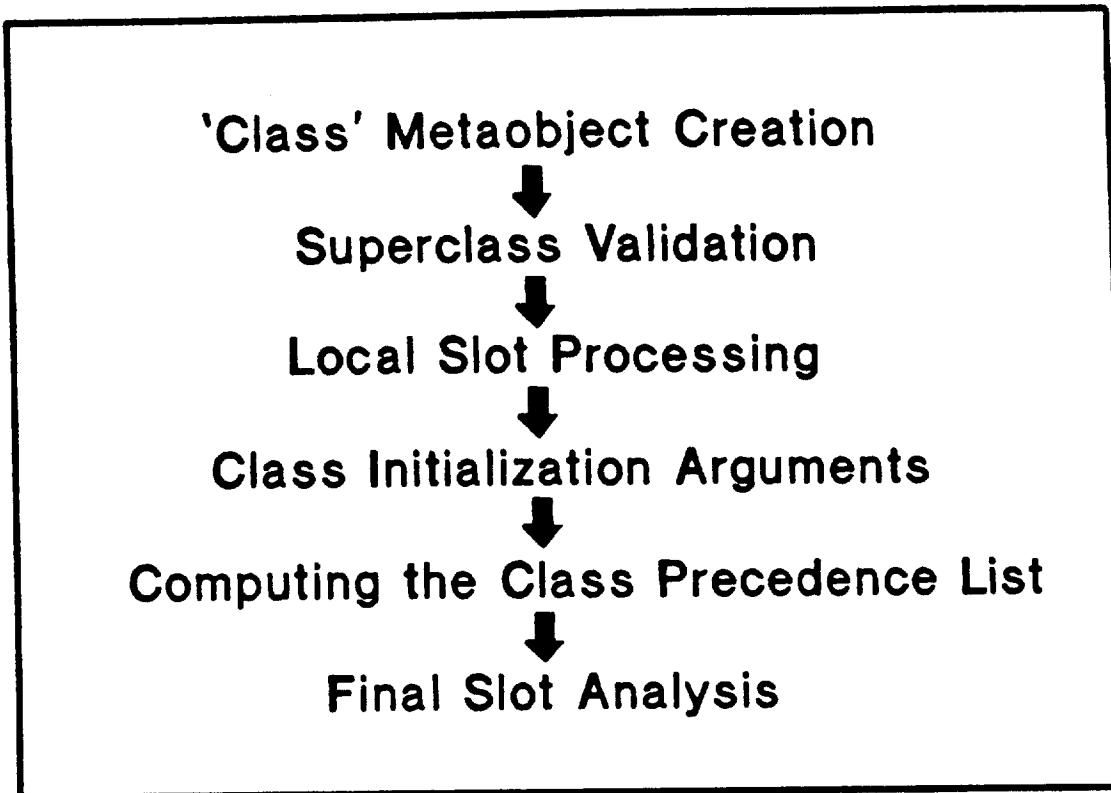 'Class' Metaobject Creation
Superclass Validation
Local Slot Processing
Class Initialization Arguments
Computing the Class Precedence List
Final Slot Analysis